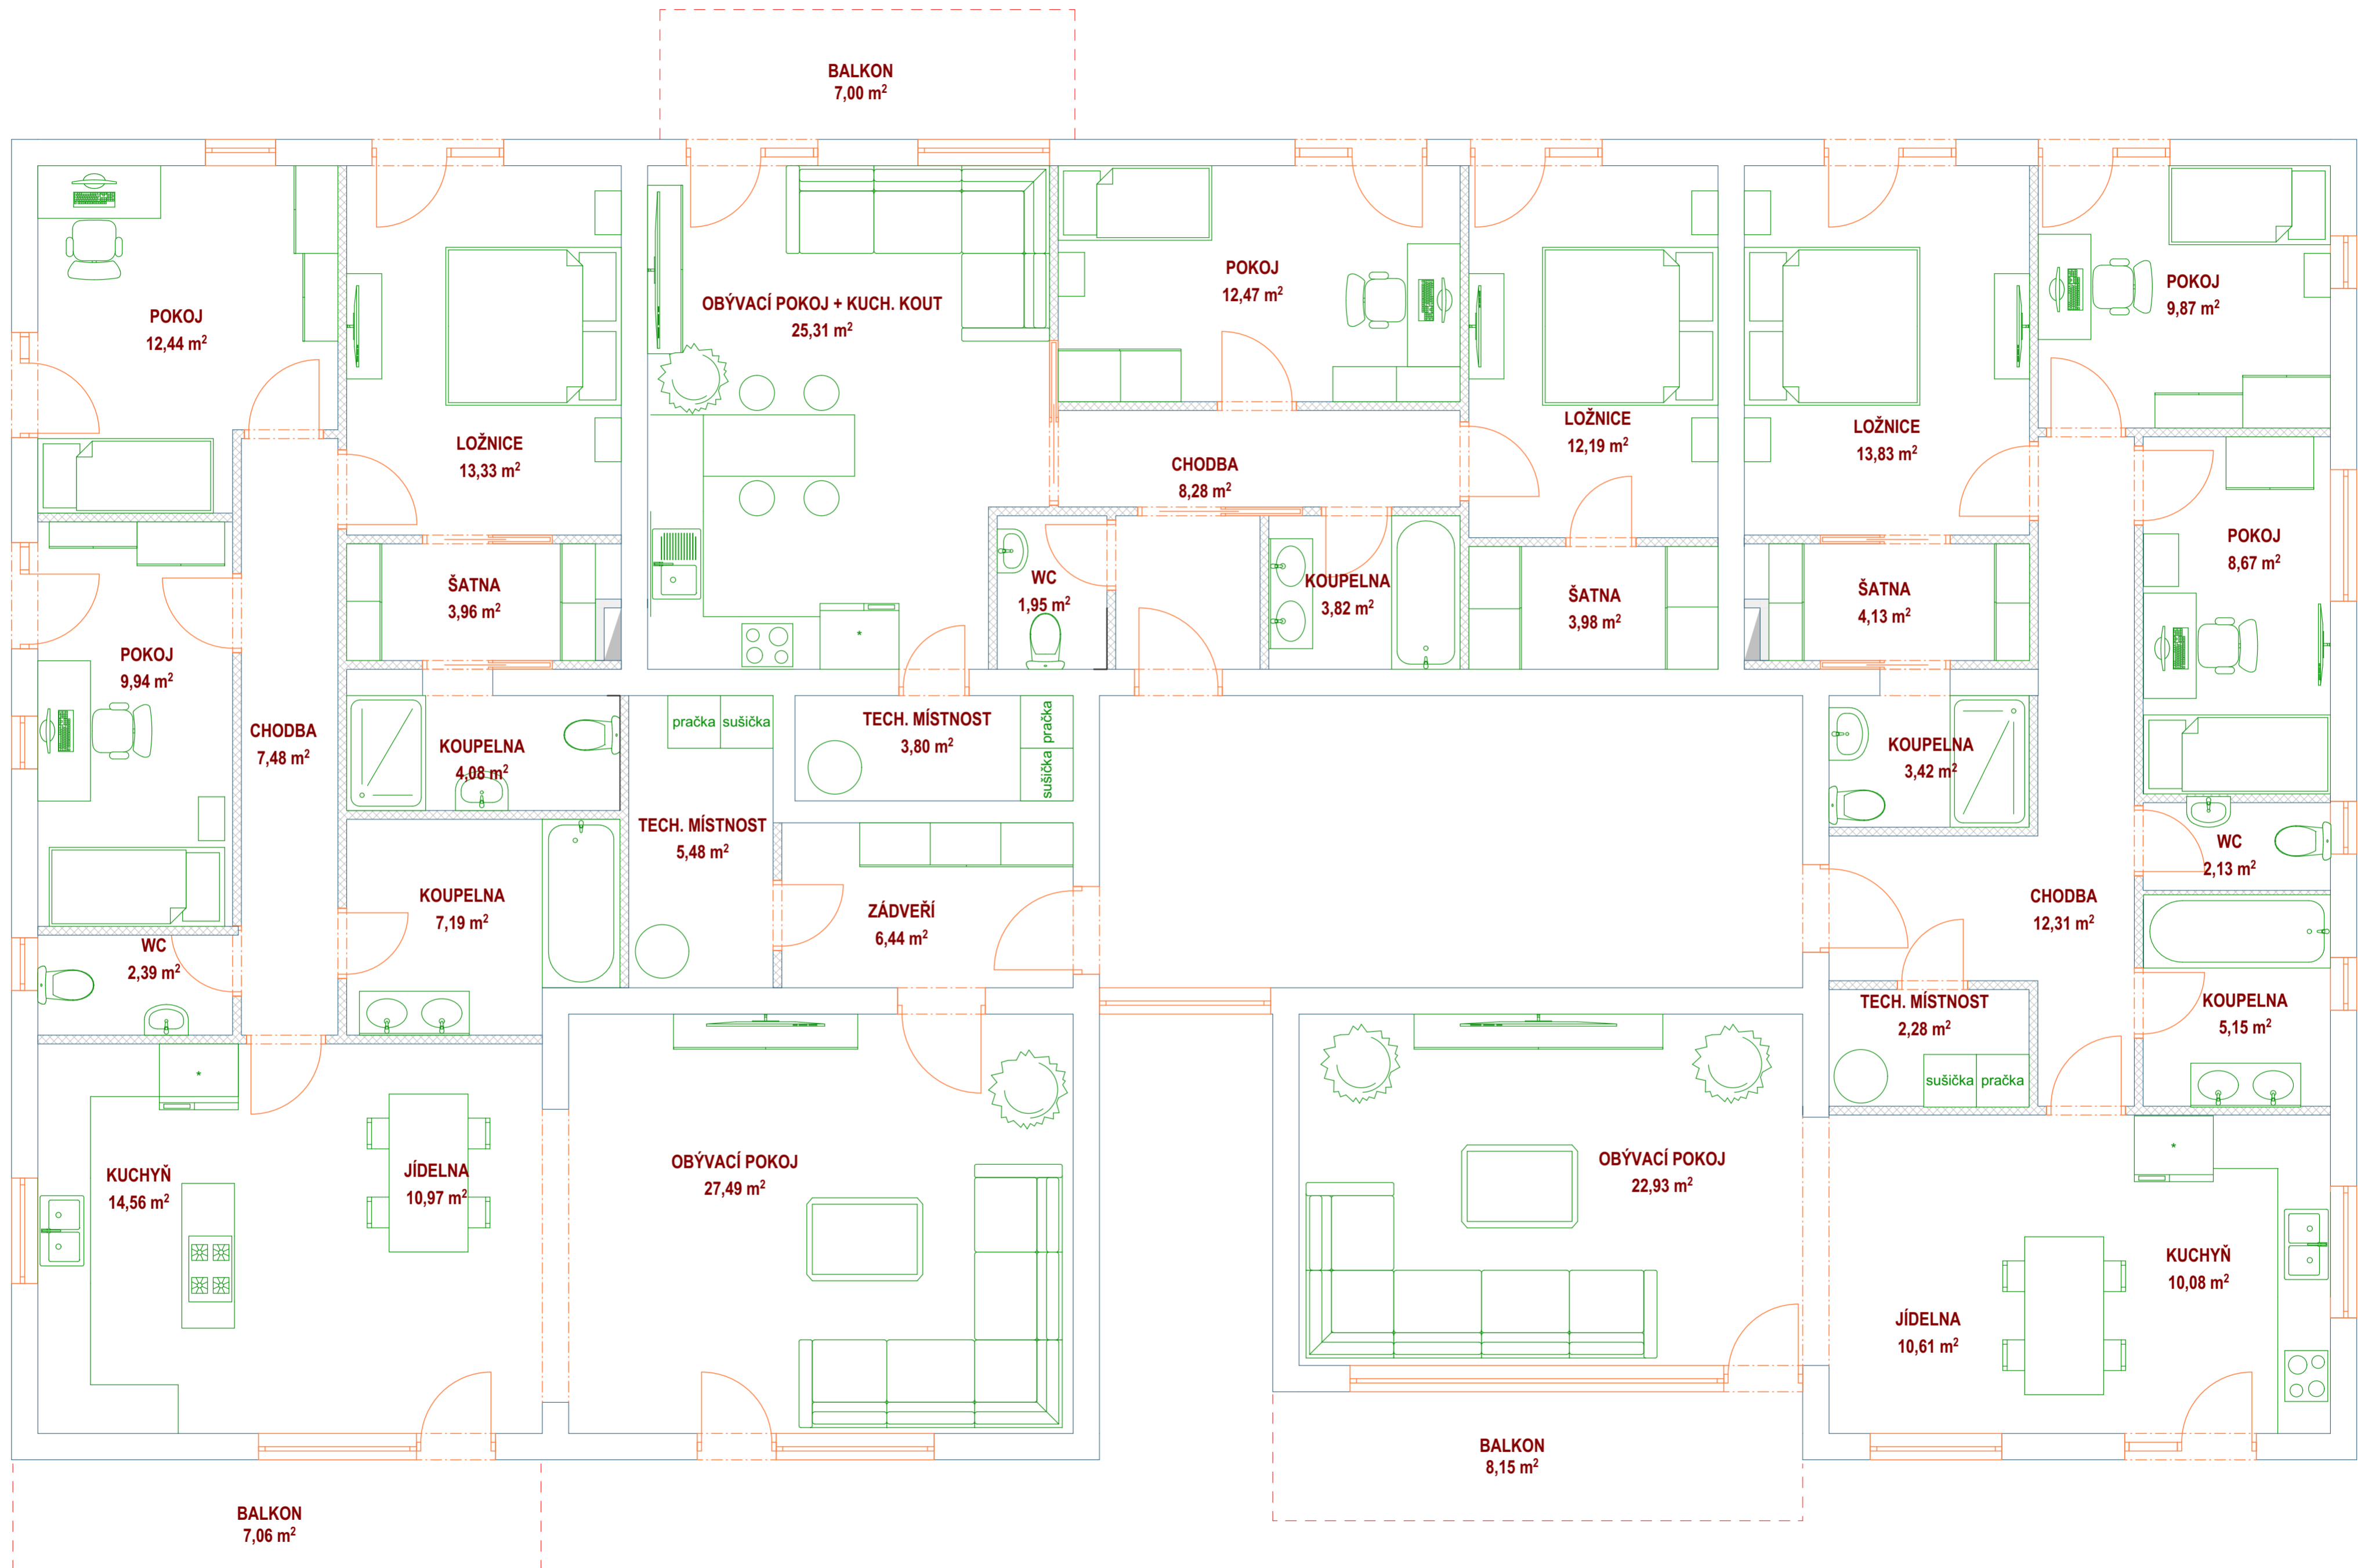 BALKON
7,00 m²
POKOJ
12,44 m²
LOŽNICE
13,33 m²
OBÝVACÍ POKOJ + KUCH. KOUT
25,31 m²
POKOJ
12,47 m²
LOŽNICE
12,19 m²
LOŽNICE
13,83 m²
POKOJ
9,87 m²
CHODBA
8,28 m²
POKOJ
8,67 m²
ŠATNA
3,96 m²
WC
1,95 m²
KOUPELNA
3,82 m²
ŠATNA
3,98 m²
ŠATNA
4,13 m²
POKOJ
9,94 m²
CHODBA
7,48 m²
KOUPELNA
4,08 m²
pračka sušička
TECH. MÍSTNOST
3,80 m²
pračka
sušička
KOUPELNA
3,42 m²
TECH. MÍSTNOST
5,48 m²
WC
2,13 m²
KOUPELNA
7,19 m²
ZÁDVEŘÍ
6,44 m²
CHODBA
12,31 m²
WC
2,39 m²
TECH. MÍSTNOST
2,28 m²
sušička pračka
KOUPELNA
5,15 m²
KUCHYŇ
14,56 m²
JÍDELNA
10,97 m²
OBÝVACÍ POKOJ
27,49 m²
OBÝVACÍ POKOJ
22,93 m²
KUCHYŇ
10,08 m²
JÍDELNA
10,61 m²
BALKON
8,15 m²
BALKON
7,06 m²